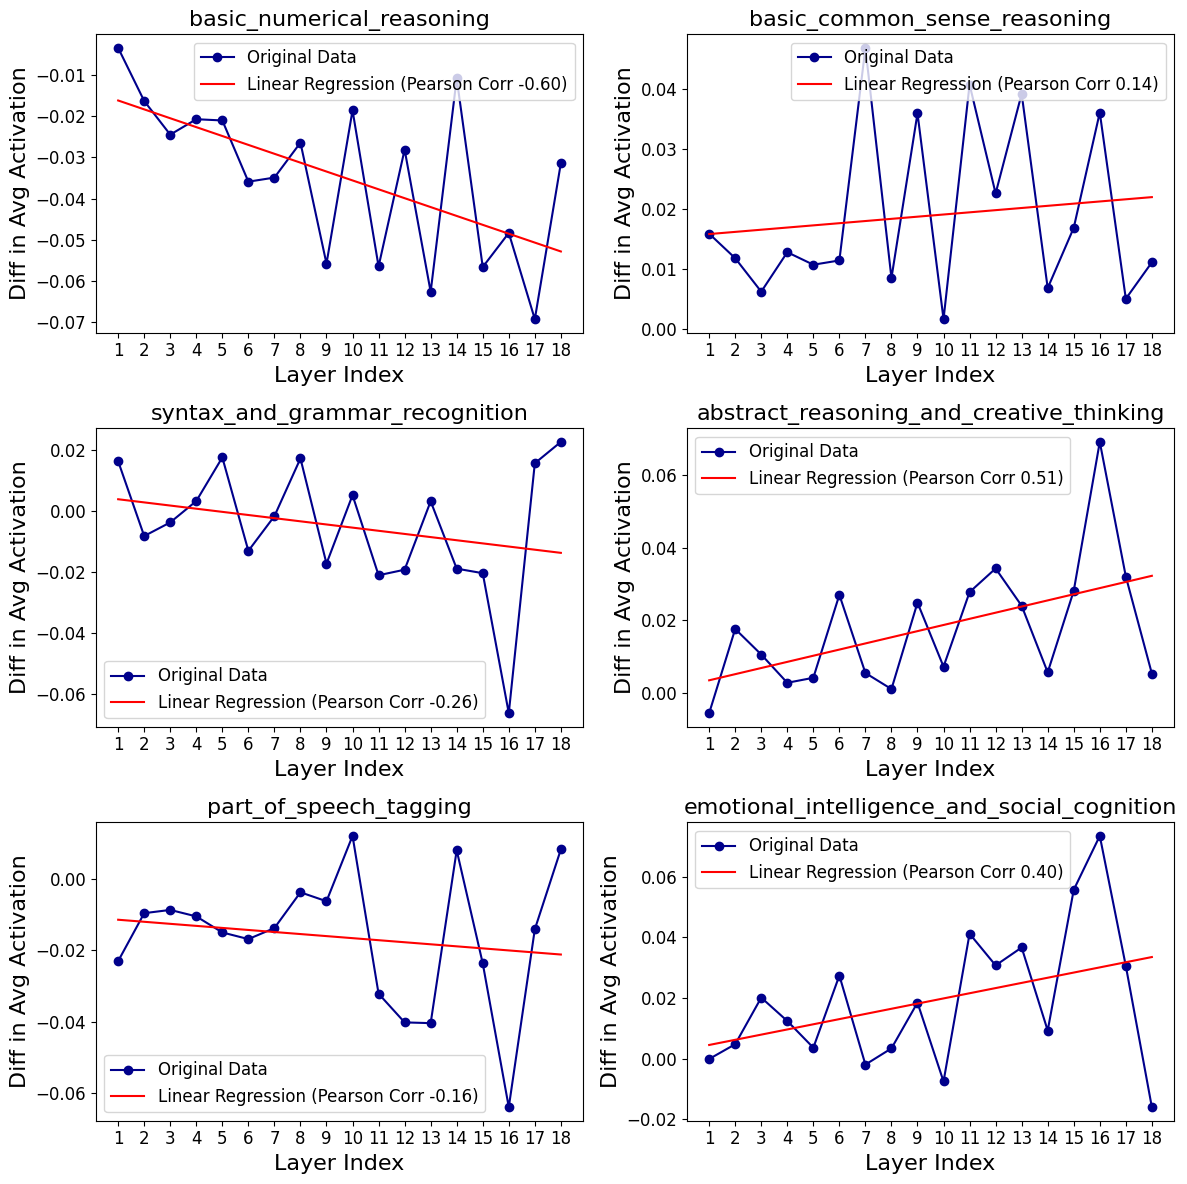 basic_numerical_reasoning
Diff in Avg Activation
−0.01
−0.02
−0.03
−0.04
−0.05
−0.06
−0.07
Original Data
Linear Regression (Pearson Corr -0.60)
1 2 3 4 5 6 7 8 9 10 11 12 13 14 15 16 17 18
Layer Index
basic_common_sense_reasoning
Diff in Avg Activation
0.04
0.03
0.02
0.01
0.00
Original Data
Linear Regression (Pearson Corr 0.14)
1 2 3 4 5 6 7 8 9 10 11 12 13 14 15 16 17 18
Layer Index
syntax_and_grammar_recognition
Diff in Avg Activation
0.02
0.00
−0.02
−0.04
−0.06
Original Data
Linear Regression (Pearson Corr -0.26)
1 2 3 4 5 6 7 8 9 10 11 12 13 14 15 16 17 18
Layer Index
abstract_reasoning_and_creative_thinking
Diff in Avg Activation
0.06
0.04
0.02
0.00
Original Data
Linear Regression (Pearson Corr 0.51)
1 2 3 4 5 6 7 8 9 10 11 12 13 14 15 16 17 18
Layer Index
part_of_speech_tagging
Diff in Avg Activation
0.00
−0.02
−0.04
−0.06
Original Data
Linear Regression (Pearson Corr -0.16)
1 2 3 4 5 6 7 8 9 10 11 12 13 14 15 16 17 18
Layer Index
emotional_intelligence_and_social_cognition
Diff in Avg Activation
0.06
0.04
0.02
0.00
−0.02
Original Data
Linear Regression (Pearson Corr 0.40)
1 2 3 4 5 6 7 8 9 10 11 12 13 14 15 16 17 18
Layer Index